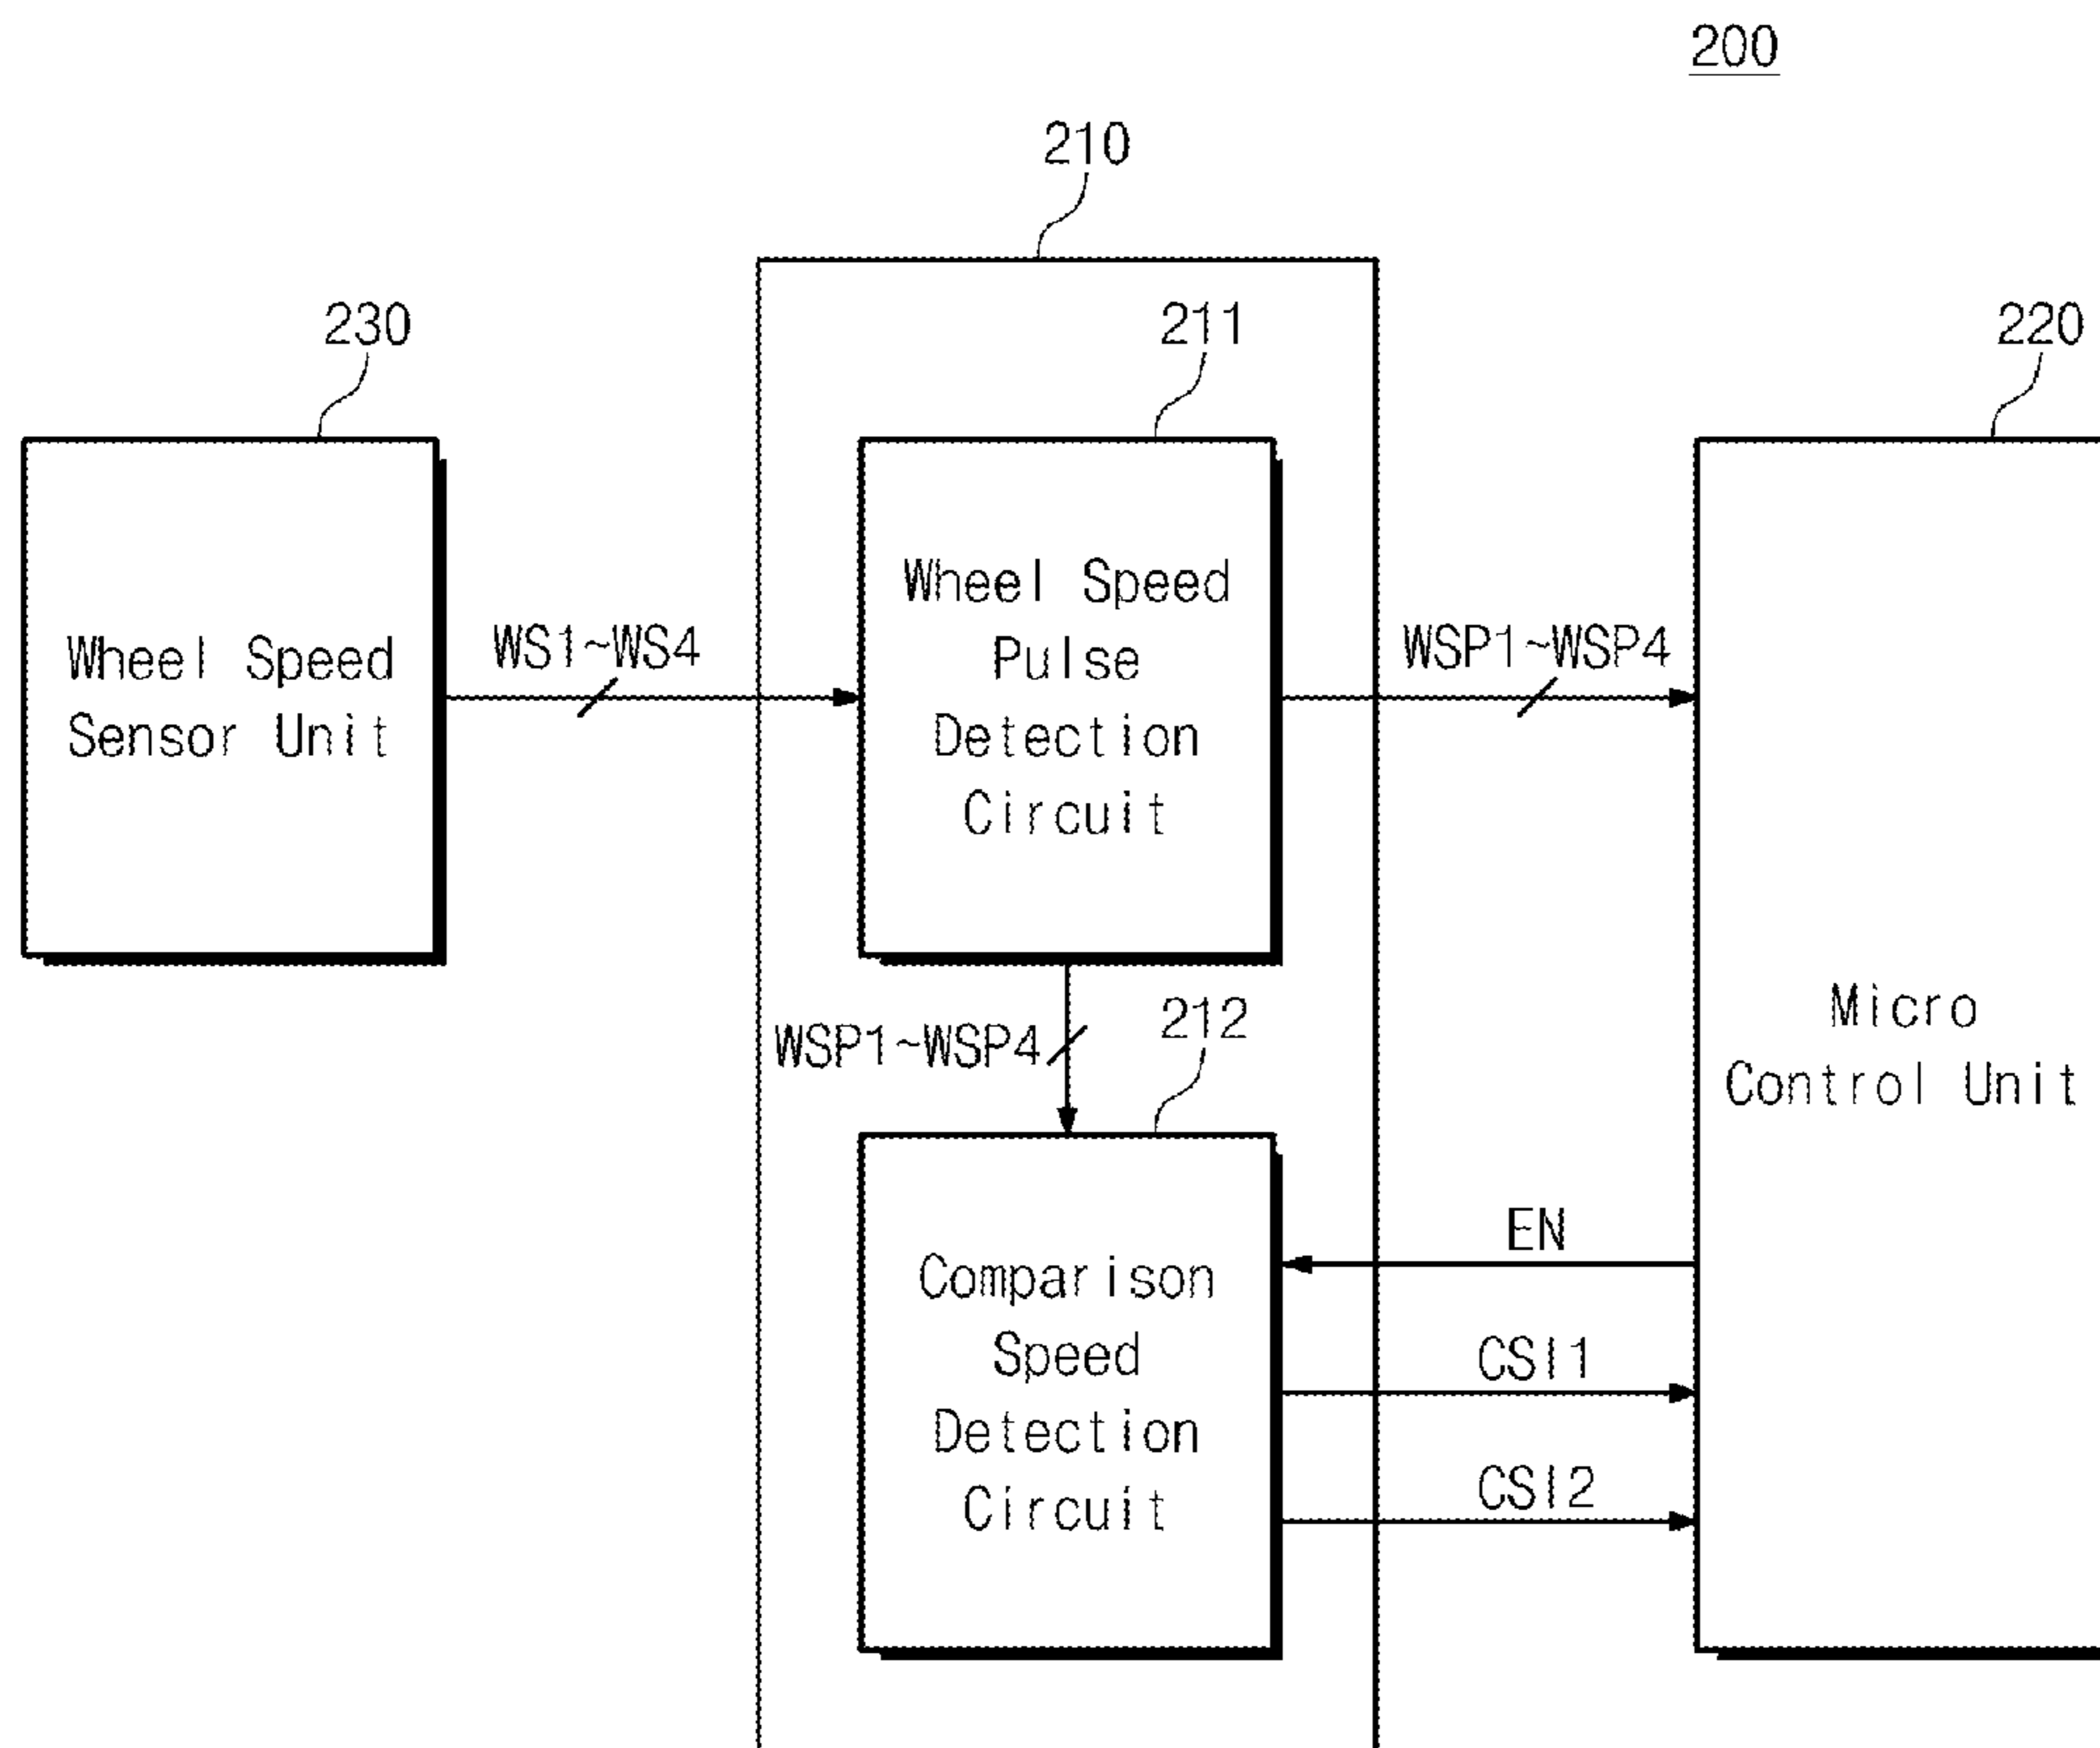 200
210
230
211
220
Wheel Speed
Sensor Unit
WS1~WS4
Wheel Speed
Pulse
Detection
Circuit
WSP1~WSP4
WSP1~WSP4
212
Micro
Control Unit
Comparison
Speed
Detection
Circuit
EN
CSI1
CSI2